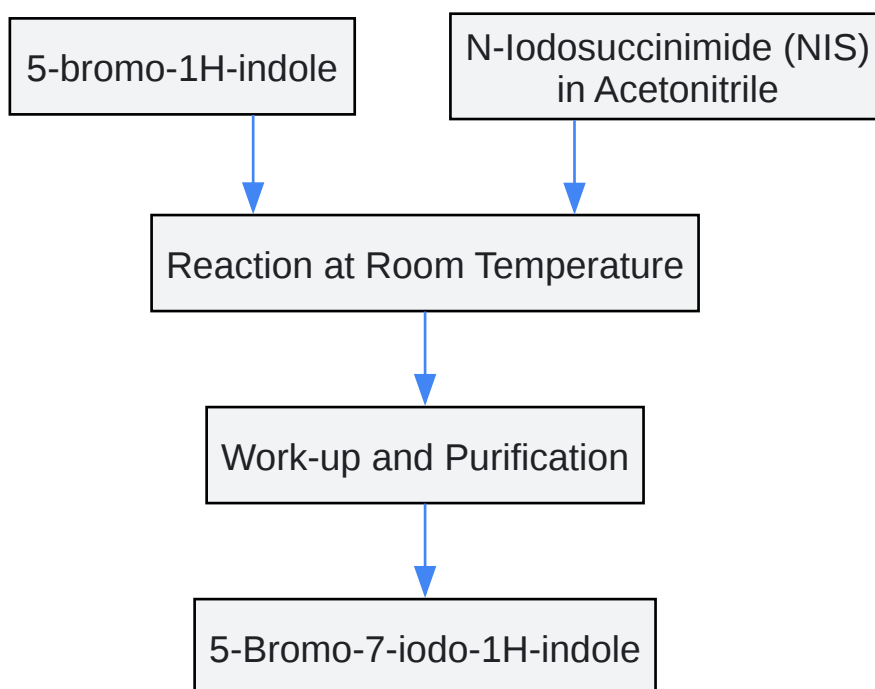 5-bromo-1H-indole
N-Iodosuccinimide (NIS)
in Acetonitrile
Reaction at Room Temperature
Work-up and Purification
5-Bromo-7-iodo-1H-indole